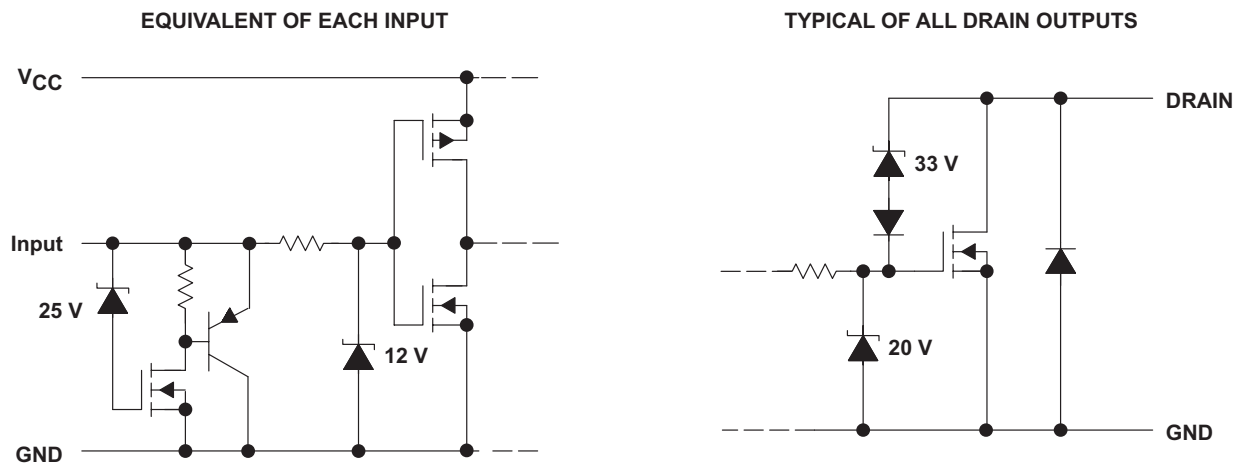 EQUIVALENT OF EACH INPUT
VCC
Input
25 V
12 V
GND
TYPICAL OF ALL DRAIN OUTPUTS
DRAIN
33 V
20 V
GND